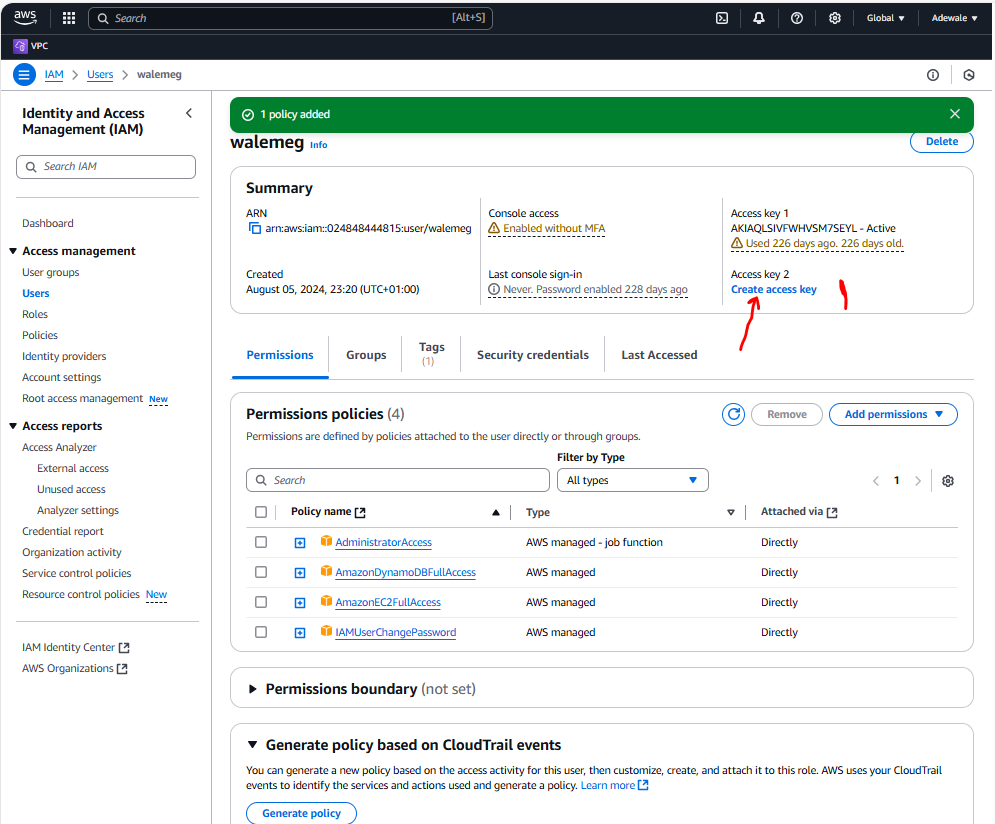 aws Search [Alt+S] Global ▼ Adewale ▼
VPC
IAM > Users > walemeg
Identity and Access Management (IAM)
Search IAM
Dashboard
Access management
User groups
Users
Roles
Policies
Identity providers
Account settings
Root access management New
Access reports
Access Analyzer
External access
Unused access
Analyzer settings
Credential report
Organization activity
Service control policies
Resource control policies New
IAM Identity Center
AWS Organizations
1 policy added
walemeg Info Delete
Summary
ARN
arn:aws:iam::024848444815:user/walemeg
Created
August 05, 2024, 23:20 (UTC+01:00)
Console access
Enabled without MFA
Last console sign-in
Never. Password enabled 228 days ago
Access key 1
AKIAQLSIVFWHVSM7SEYL - Active
Used 226 days ago. 226 days old.
Access key 2
Create access key
Permissions Groups Tags (1) Security credentials Last Accessed
Permissions policies (4) Remove Add permissions ▼
Permissions are defined by policies attached to the user directly or through groups.
Filter by Type
Search All types 1
Policy name Type Attached via
AdministratorAccess AWS managed - job function Directly
AmazonDynamoDBFullAccess AWS managed Directly
AmazonEC2FullAccess AWS managed Directly
IAMUserChangePassword AWS managed Directly
Permissions boundary (not set)
Generate policy based on CloudTrail events
You can generate a new policy based on the access activity for this user, then customize, create, and attach it to this role. AWS uses your CloudTrail
events to identify the services and actions used and generate a policy. Learn more
Generate policy